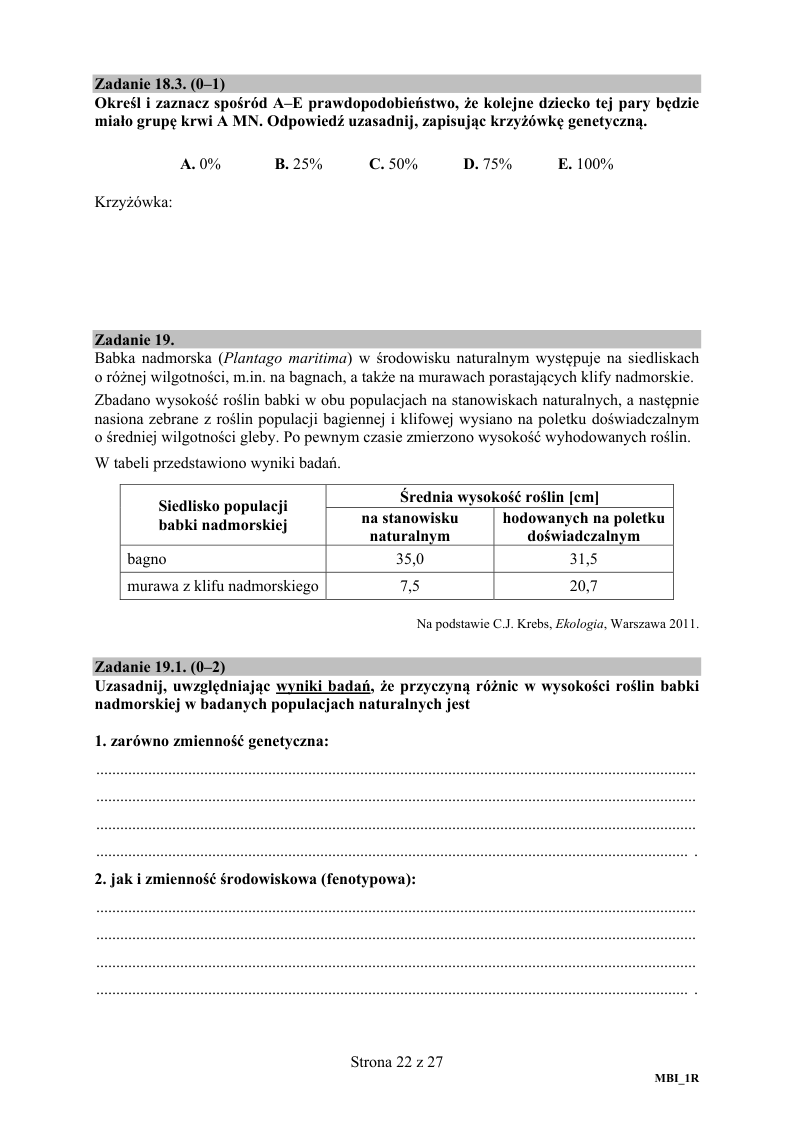 Zadanie 18.3. (0–1)
Określ i zaznacz spośród A–E prawdopodobieństwo, że kolejne dziecko tej pary będzie
miało grupę krwi A MN. Odpowiedź uzasadnij, zapisując krzyżówkę genetyczną.
A. 0% B. 25% C. 50% D. 75% E. 100%
Krzyżówka:
Zadanie 19.
Babka nadmorska (Plantago maritima) w środowisku naturalnym występuje na siedliskach
o różnej wilgotności, m.in. na bagnach, a także na murawach porastających klify nadmorskie.
Zbadano wysokość roślin babki w obu populacjach na stanowiskach naturalnych, a następnie
nasiona zebrane z roślin populacji bagiennej i klifowej wysiano na poletku doświadczalnym
o średniej wilgotności gleby. Po pewnym czasie zmierzono wysokość wyhodowanych roślin.
W tabeli przedstawiono wyniki badań.
Siedlisko populacji
babki nadmorskiej
Średnia wysokość roślin [cm]
na stanowisku
naturalnym
hodowanych na poletku
doświadczalnym
bagno 35,0 31,5
murawa z klifu nadmorskiego 7,5 20,7
Na podstawie C.J. Krebs, Ekologia, Warszawa 2011.
Zadanie 19.1. (0–2)
Uzasadnij, uwzględniając wyniki badań, że przyczyną różnic w wysokości roślin babki
nadmorskiej w badanych populacjach naturalnych jest
1. zarówno zmienność genetyczna:
2. jak i zmienność środowiskowa (fenotypowa):
Strona 22 z 27
MBI_1R